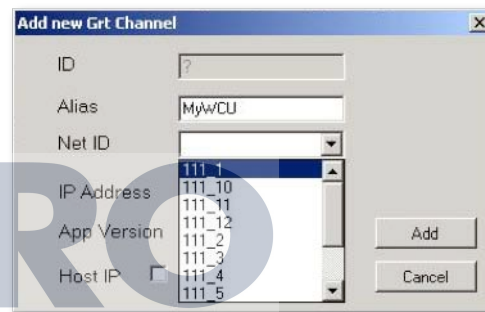 Add new Grt Channel
ID
?
Alias
MyWCU
Net ID
111_1
111_10
IP Address
111_11
111_12
App Version
111_2
Add
111_3
Host IP
111_4
Cancel
111_5